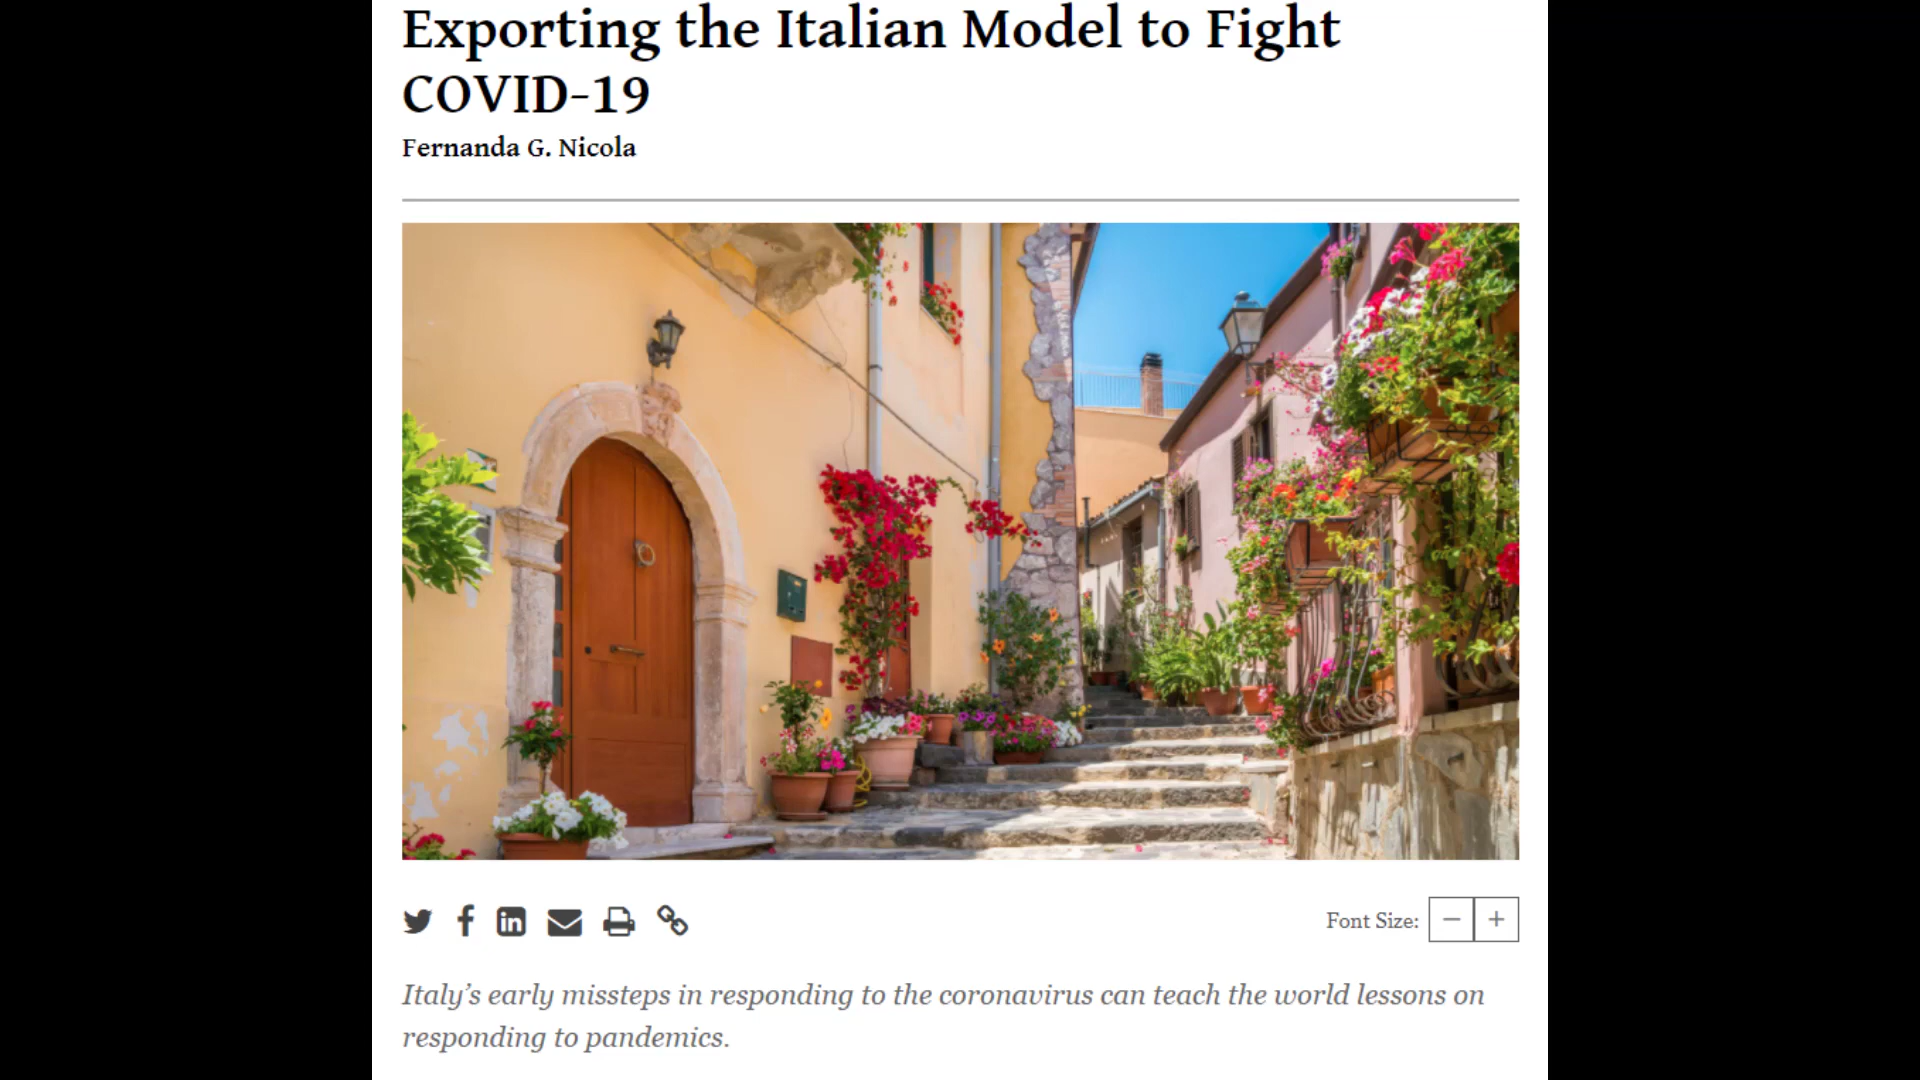 Exporting the Italian Model to Fight
COVID-19
Fernanda G. Nicola
Font Size:
Italy’s early missteps in responding to the coronavirus can teach the world lessons on
responding to pandemics.